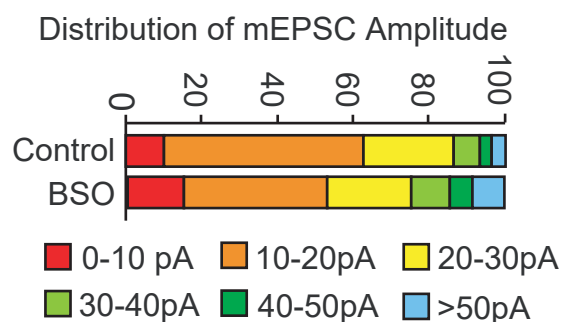 Distribution of mEPSC Amplitude
0 20 40 60 80 100
Control
BSO
0-10 pA 10-20pA 20-30pA
30-40pA 40-50pA >50pA